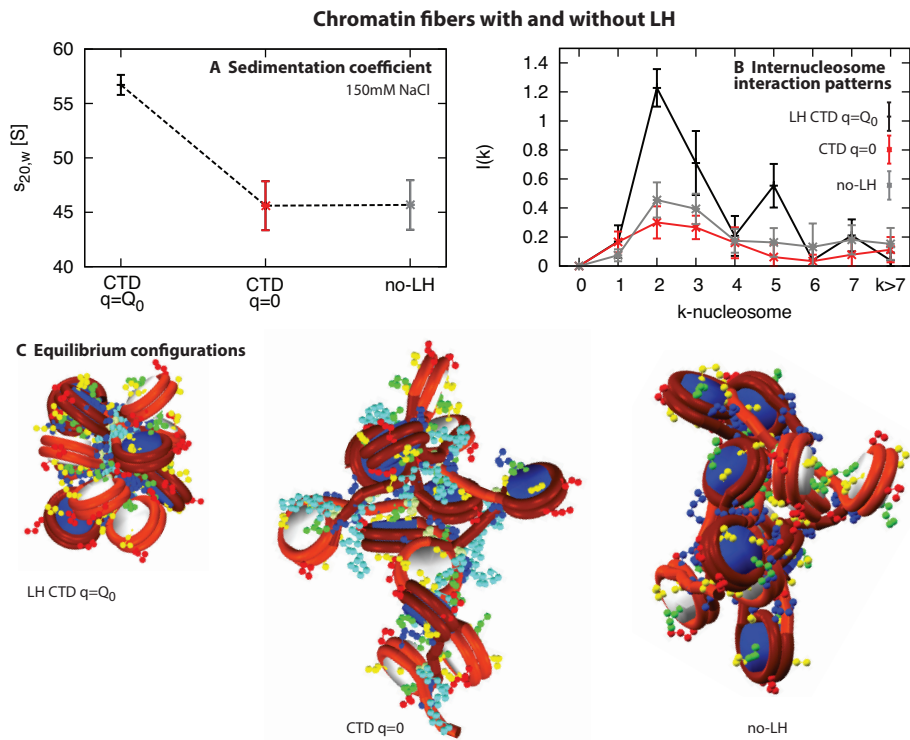 Chromatin fibers with and without LH
A Sedimentation coefficient
150mM NaCl
60
55
50
45
40
s20,w [S]
CTD
q=Q0
CTD
q=0
no-LH
B Internucleosome
interaction patterns
LH CTD q=Q0
CTD q=0
no-LH
1.4
1.2
1
0.8
0.6
0.4
0.2
0
I(k)
0 1 2 3 4 5 6 7 k>7
k-nucleosome
C Equilibrium configurations
LH CTD q=Q0
CTD q=0
no-LH